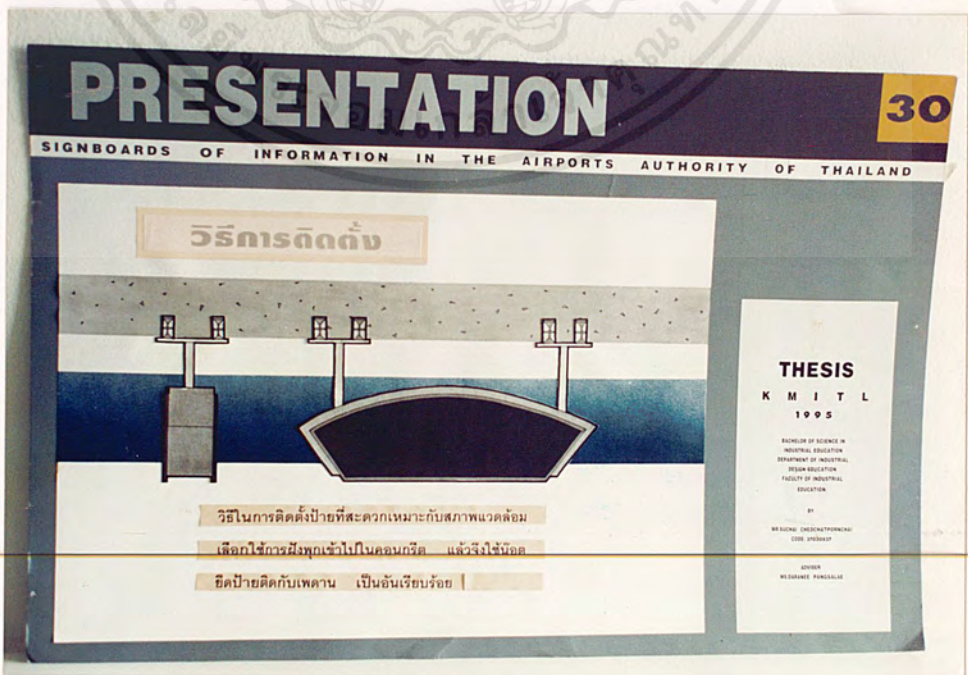 PRESENTATION
30
SIGNBOARDS OF INFORMATION IN THE AIRPORTS AUTHORITY OF THAILAND
วิธีการติดตั้ง
วิธีในการติดตั้งป้ายที่สะดวกเหมาะกับสภาพแวดล้อม
เลือกใช้การฝังพุกเข้าไปในคอนกรีต แล้วจึงใช้น๊อต
ยึดป้ายติดกับเพดาน เป็นอันเรียบร้อย
THESIS
K M I T L
1995
BACHELOR OF SCIENCE IN
INDUSTRIAL EDUCATION
DEPARTMENT OF INDUSTRIAL
DESIGN EDUCATION
FACULTY OF INDUSTRIAL
EDUCATION
BY
CODE
ADVISER